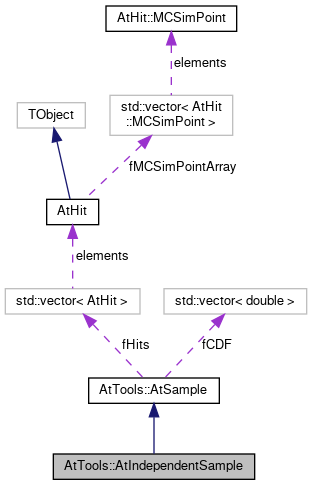 AtHit::MCSimPoint
elements
std::vector< AtHit
::MCSimPoint >
TObject
fMCSimPointArray
AtHit
elements
std::vector< AtHit >
std::vector< double >
fHits
fCDF
AtTools::AtSample
AtTools::AtIndependentSample